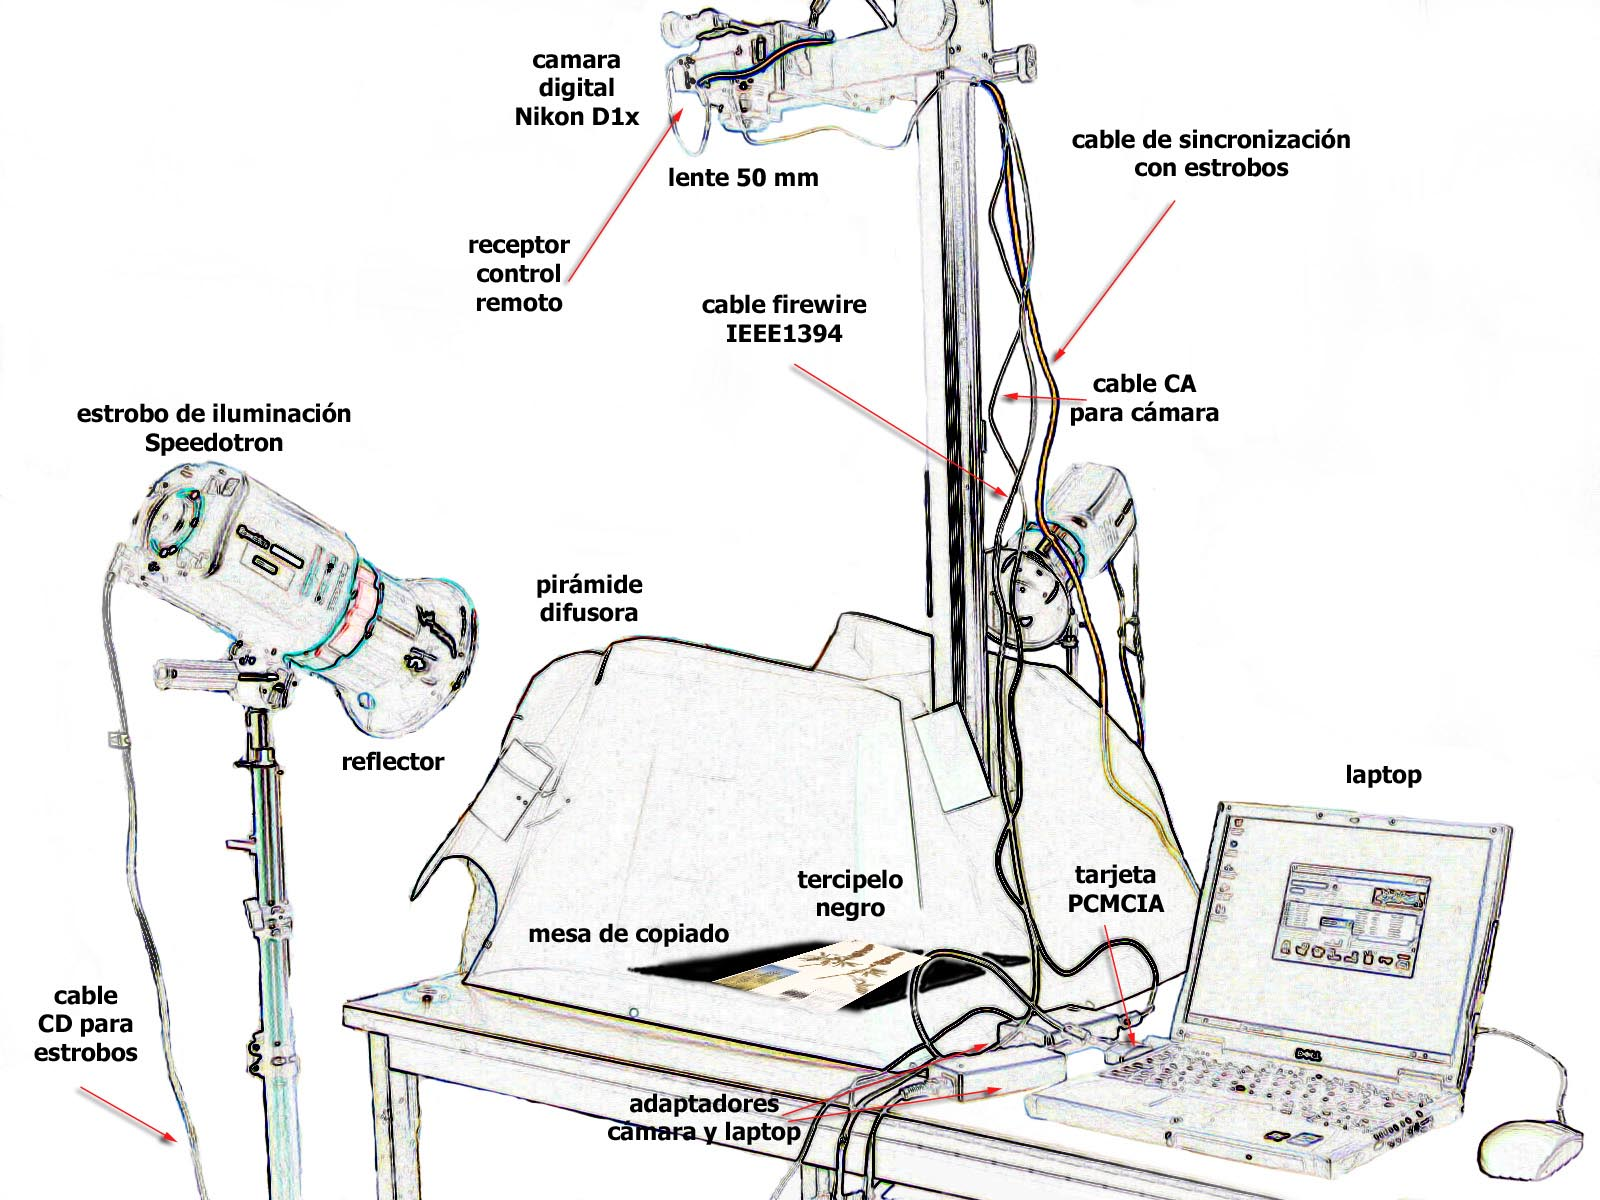 camara
digital
Nikon D1x
lente 50 mm
cable de sincronización
con estrobos
receptor
control
remoto
cable firewire
IEEE1394
cable CA
para cámara
estrobo de iluminación
Speedotron
pirámide
difusora
reflector
laptop
tercipelo
negro
tarjeta
PCMCIA
mesa de copiado
cable
CD para
estrobos
adaptadores
cámara y laptop
DELL